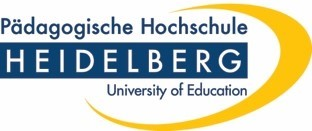 Pädagogische Hochschule
HEIDELBERG
University of Education